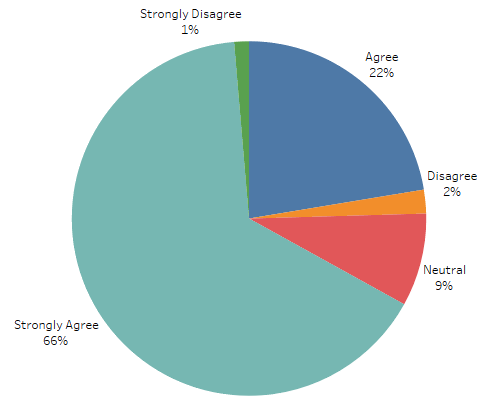 Strongly Disagree
1%
Agree
22%
Disagree
2%
Neutral
9%
Strongly Agree
66%